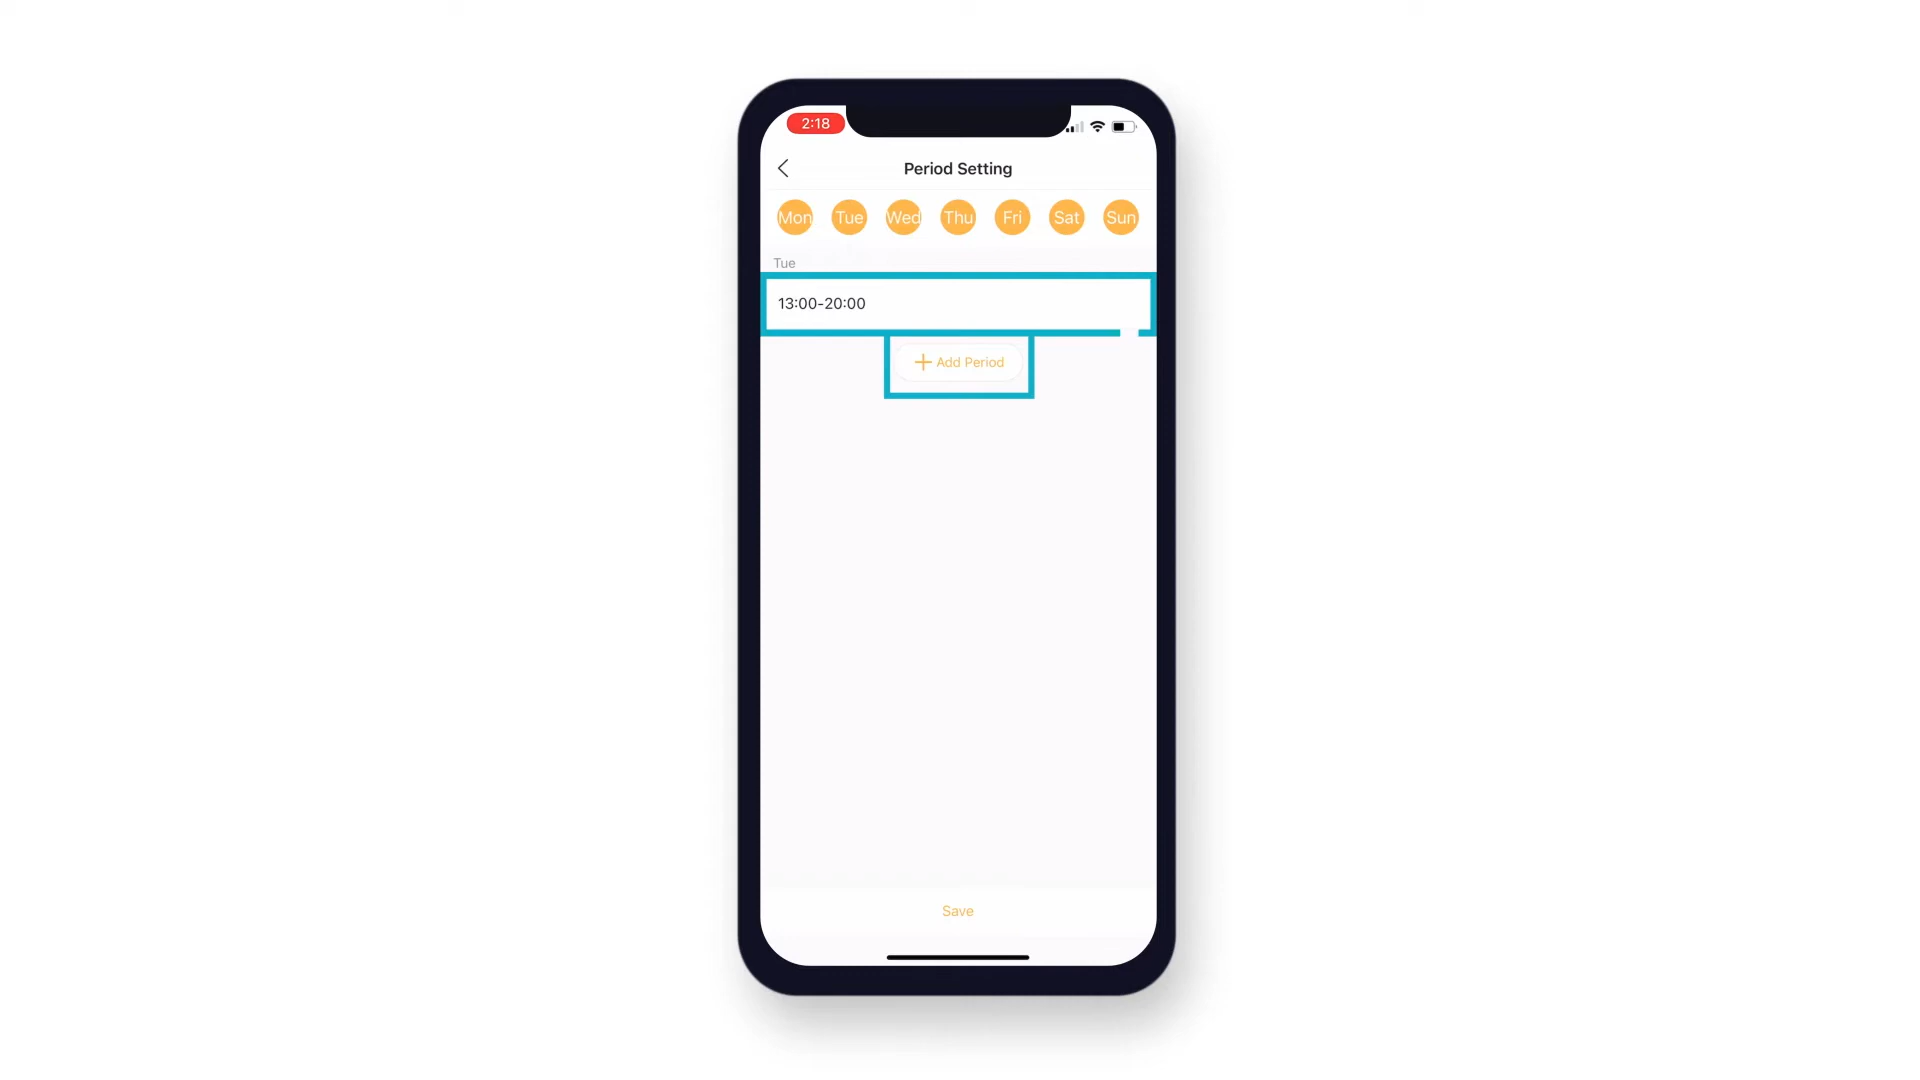 2:18
Period Setting
Mon Tue Wed Thu Fri Sat Sun
Tue
13:00-20:00
Add Period
Save